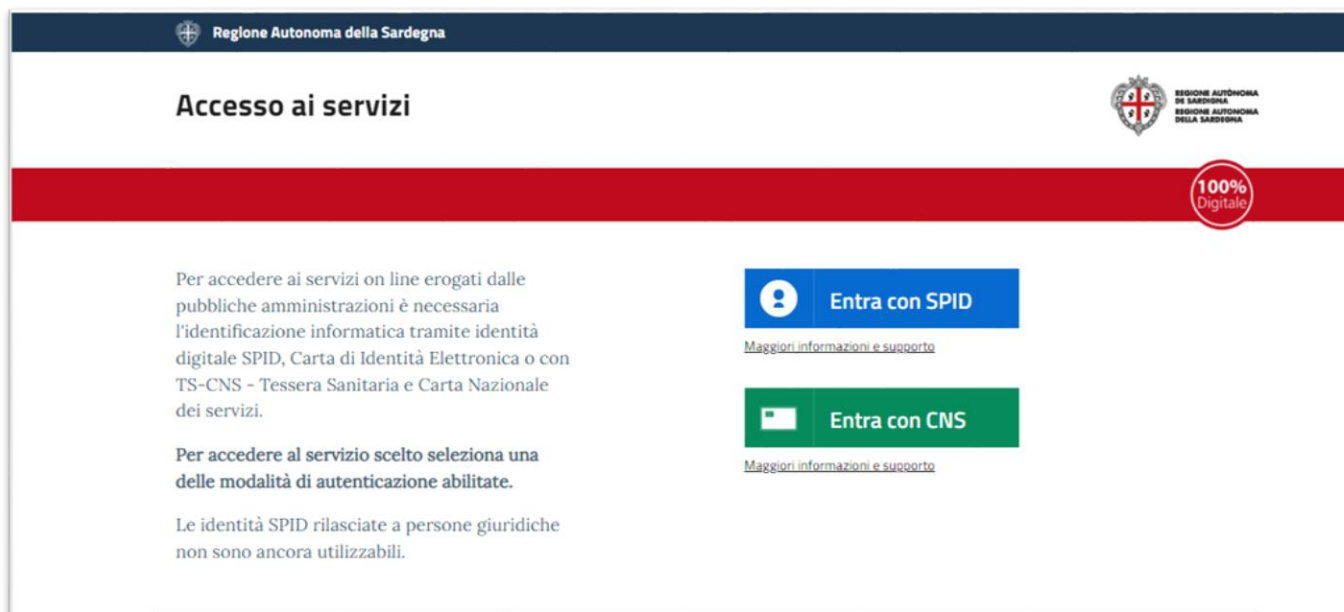 Regione Autonoma della Sardegna
Accesso ai servizi
REGIONE AUTÒNOMA
DE SARDIGNA
REGIONE AUTONOMA
DELLA SARDEGNA
100%
Digitale
Per accedere ai servizi on line erogati dalle
pubbliche amministrazioni è necessaria
l'identificazione informatica tramite identità
digitale SPID, Carta di Identità Elettronica o con
TS-CNS - Tessera Sanitaria e Carta Nazionale
dei servizi.
Per accedere al servizio scelto seleziona una
delle modalità di autenticazione abilitate.
Le identità SPID rilasciate a persone giuridiche
non sono ancora utilizzabili.
Entra con SPID
Maggiori informazioni e supporto
Entra con CNS
Maggiori informazioni e supporto